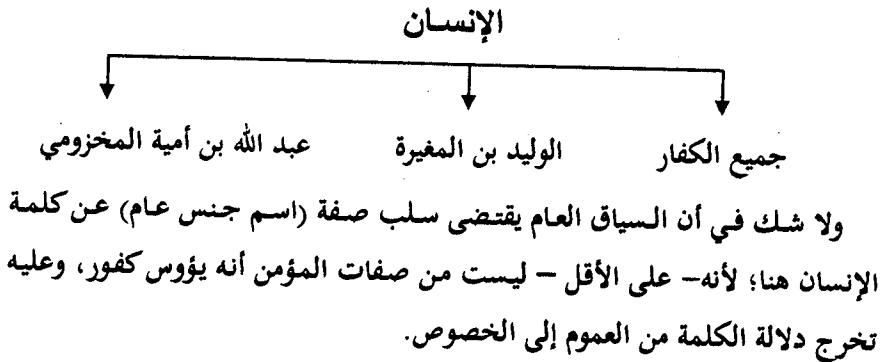 الإنسان
جميع الكفار الوليد بن المغيرة عبد الله بن أمية المخزومي
ولا شك في أن السياق العام يقتضى سلب صفة (اسم جنس عام) عن كلمة
الإنسان هنا؛ لأنه– على الأقل – ليست من صفات المؤمن أنه يؤوس كفور، وعليه
تخرج دلالة الكلمة من العموم إلى الخصوص.